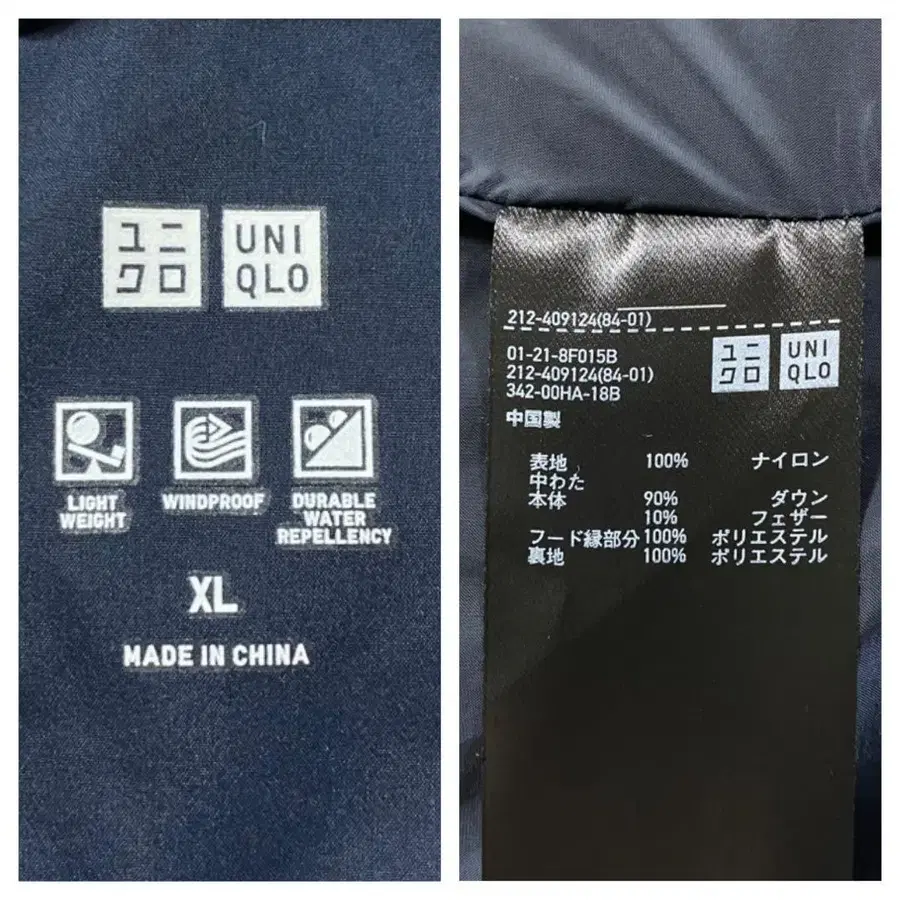 ユニ
クロ
UNI
QLO
LIGHT
WEIGHT
WINDPROOF
DURABLE
WATER
REPELLENCY
XL
MADE IN CHINA
212-409124(84-01)
01-21-8F015B
212-409124(84-01)
342-00HA-18B
中国製
ユニ
クロ
UNI
QLO
表地 100% ナイロン
中わた
本体 90% ダウン
10% フェザー
フード縁部分 100% ポリエステル
裏地 100% ポリエステル